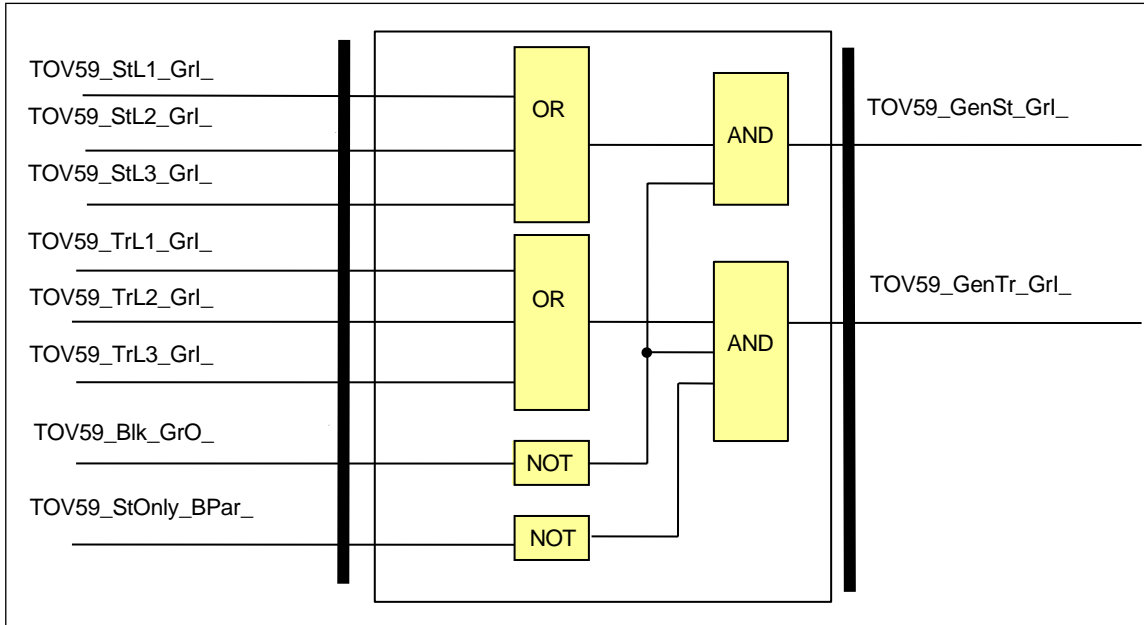 TOV59_StL1_GrI_
TOV59_StL2_GrI_
TOV59_StL3_GrI_
TOV59_TrL1_GrI_
TOV59_TrL2_GrI_
TOV59_TrL3_GrI_
TOV59_Blk_GrO_
TOV59_StOnly_BPar_
OR
OR
NOT
NOT
AND
AND
TOV59_GenSt_GrI_
TOV59_GenTr_GrI_